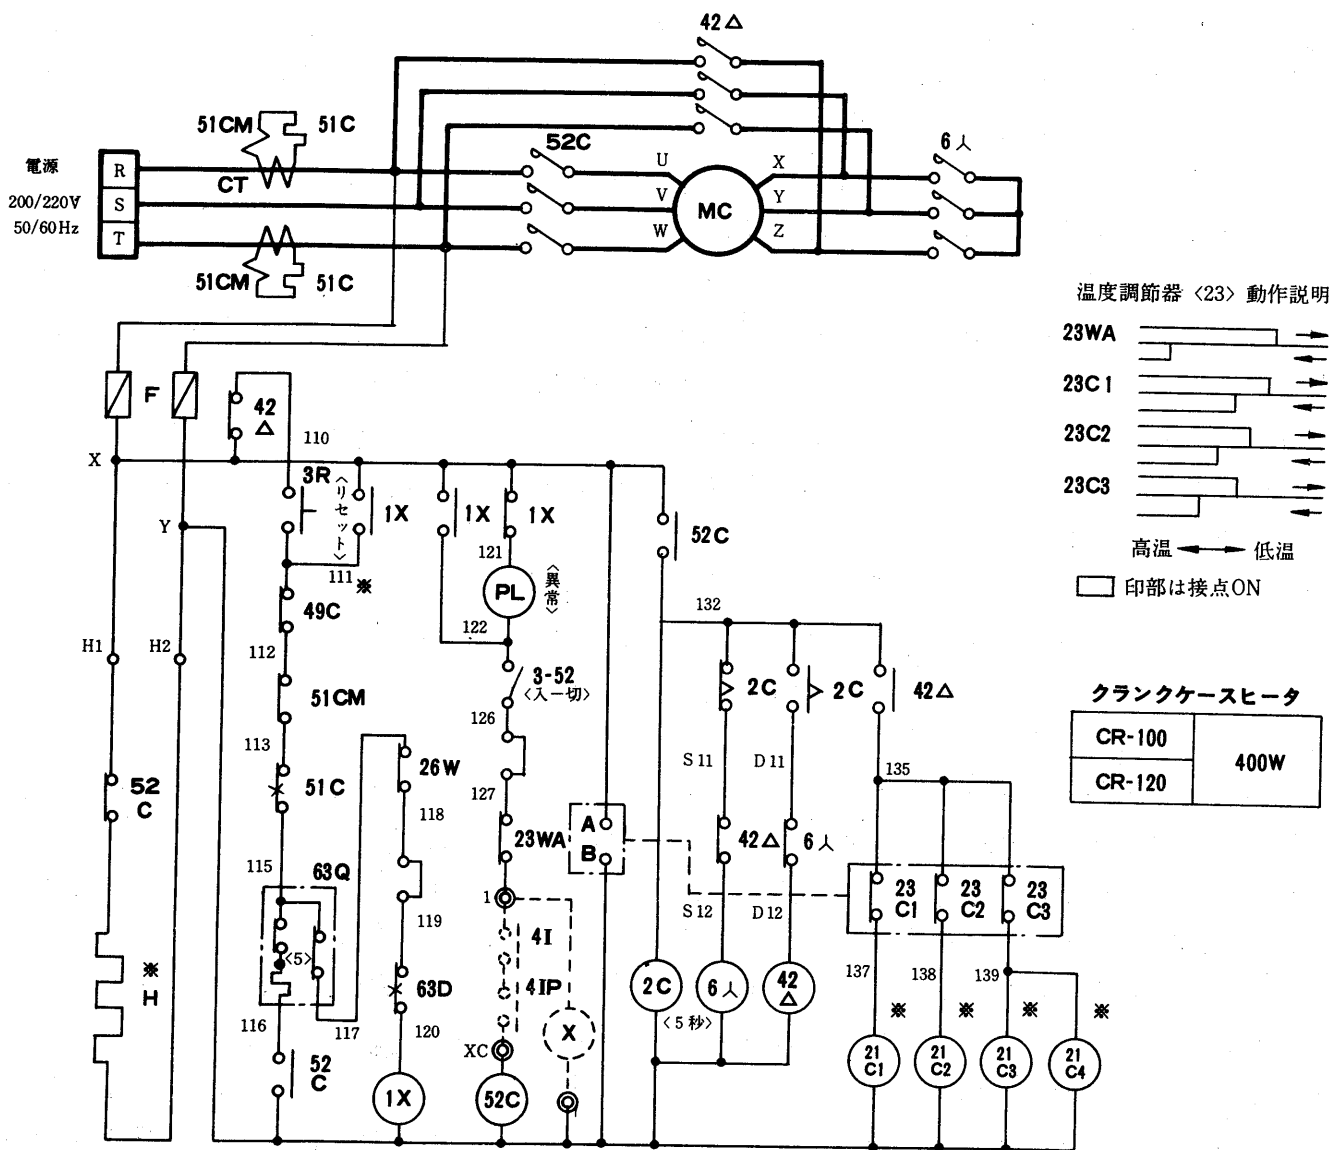 42△
51CM
51C
52C
6人
電源
R
U
X
CT
200/220V
S
V
MC
Y
50/60Hz
T
W
Z
51CM
51C
温度調節器〈23〉動作説明
23WA
23C1
23C2
23C3
高温 ←→ 低温
印部は接点ON
F
42
△
110
X
3R
〈リセット〉
1X
1X
1X
52C
Y
121
111
※
PL
〈異常〉
49C
122
132
H1
H2
112
3-52
〈入ー切〉
2C
2C
42△
クランクケースヒータ
CR-100
400W
CR-120
51CM
126
113
S11
D11
26W
135
52
C
51C
127
118
23WA
A
B
42△
6人
115
63Q
1
23
C1
23
C2
23
C3
119
S12
D12
〈5〉
4I
※
H
63D
4IP
2C
6人
42
△
137
138
139
116
117
120
〈5秒〉
X
※
※
※
※
XC
52
C
1X
52C
21
C1
21
C2
21
C3
21
C4